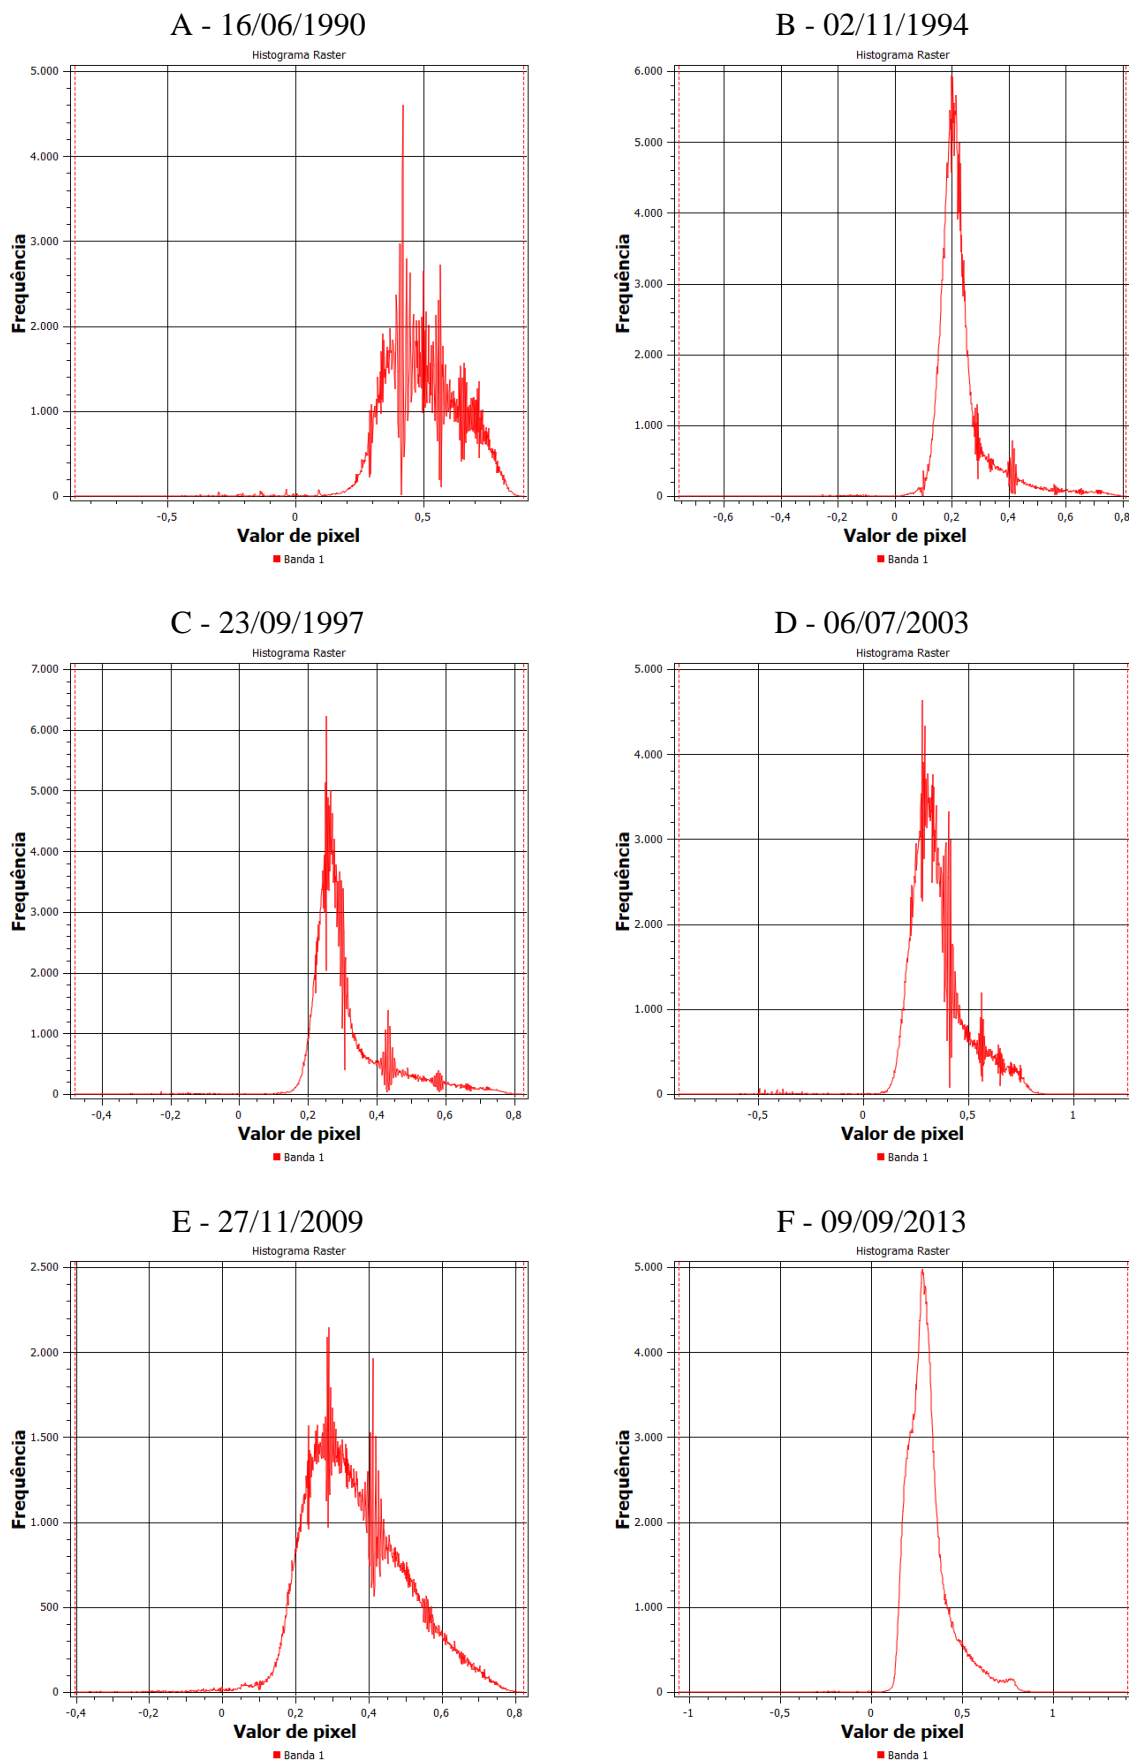 A - 16/06/1990
Histograma Raster
5.000
4.000
3.000
2.000
1.000
0
Frequência
-0,5 0 0,5
Valor de pixel
Banda 1
B - 02/11/1994
Histograma Raster
6.000
5.000
4.000
3.000
2.000
1.000
0
Frequência
-0,6 -0,4 -0,2 0 0,2 0,4 0,6 0,8
Valor de pixel
Banda 1
C - 23/09/1997
Histograma Raster
7.000
6.000
5.000
4.000
3.000
2.000
1.000
0
Frequência
-0,4 -0,2 0 0,2 0,4 0,6 0,8
Valor de pixel
Banda 1
D - 06/07/2003
Histograma Raster
5.000
4.000
3.000
2.000
1.000
0
Frequência
-0,5 0 0,5 1
Valor de pixel
Banda 1
E - 27/11/2009
Histograma Raster
2.500
2.000
1.500
1.000
500
0
Frequência
-0,4 -0,2 0 0,2 0,4 0,6 0,8
Valor de pixel
Banda 1
F - 09/09/2013
Histograma Raster
5.000
4.000
3.000
2.000
1.000
0
Frequência
-1 -0,5 0 0,5 1
Valor de pixel
Banda 1